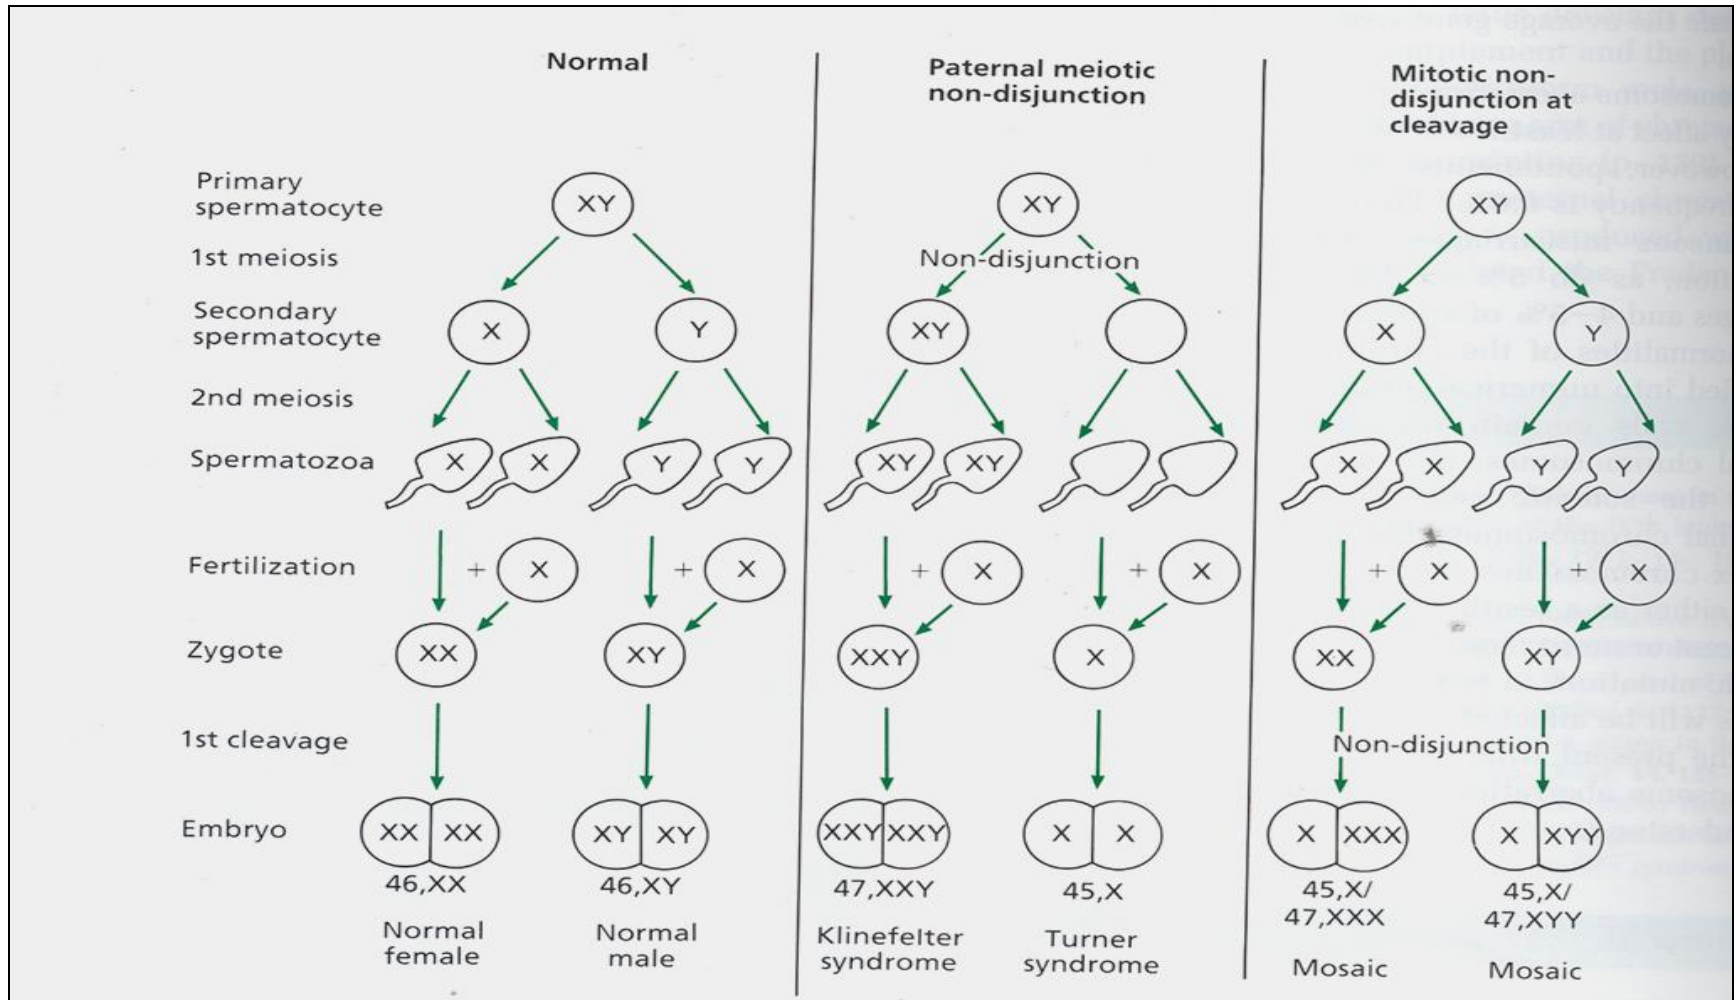 Normal
Paternal meiotic
non-disjunction
Mitotic non-
disjunction at
cleavage
Primary
spermatocyte
XY
XY
XY
1st meiosis
Non-disjunction
Secondary
spermatocyte
X
Y
XY
X
Y
2nd meiosis
Spermatozoa
X
X
Y
Y
XY
XY
X
X
Y
Fertilization
+
X
+
X
+
X
+
X
+
X
+
X
Zygote
XX
XY
XXY
X
XX
XY
1st cleavage
Non-disjunction
Embryo
XX XX
XY XY
XXY XXY
X X
X XXX
X XYY
46,XX
46,XY
47,XXY
45,X
45,X/
47,XXX
45,X/
47,XYY
Normal
female
Normal
male
Klinefelter
syndrome
Turner
syndrome
Mosaic
Mosaic